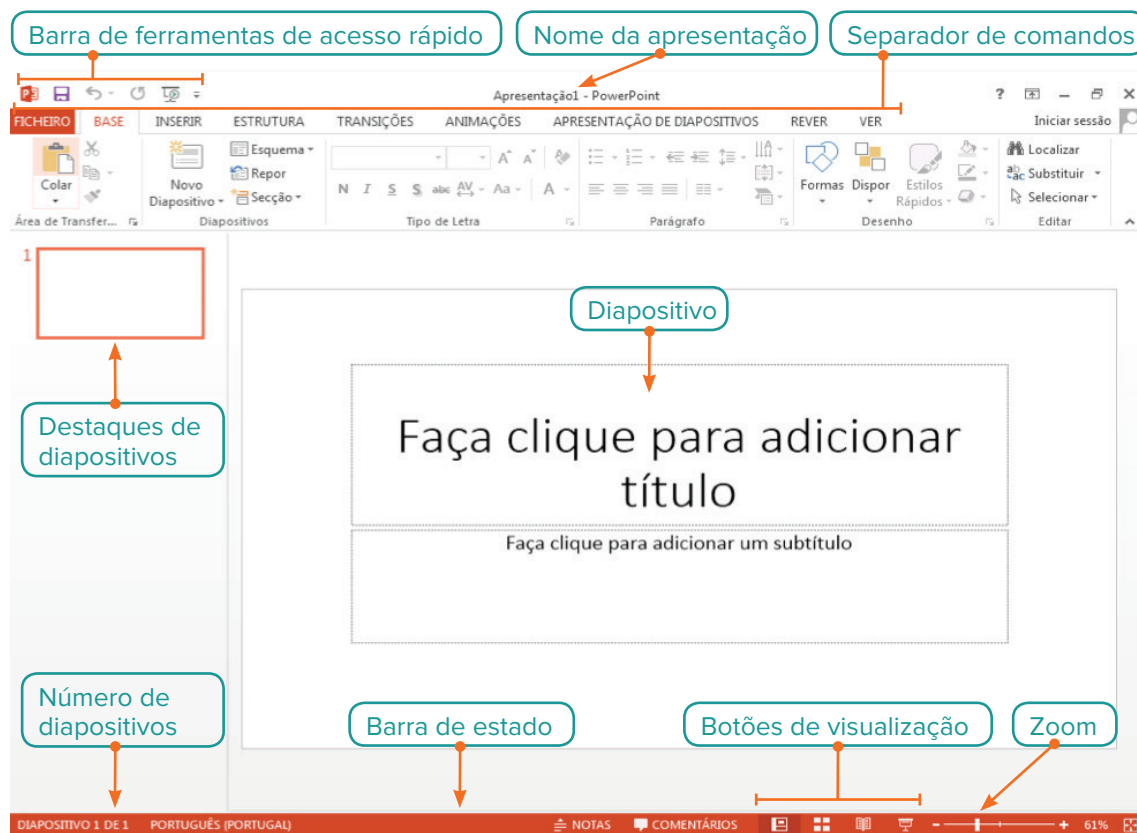 Barra de ferramentas de acesso rápido
Nome da apresentação
Separador de comandos
Apresentação1 - PowerPoint
?
FICHEIRO BASE INSERIR ESTRUTURA TRANSIÇÕES ANIMAÇÕES APRESENTAÇÃO DE DIAPOSITIVOS REVER VER Iniciar sessão
Colar
Área de Transfer...
Novo
Diapositivo
Esquema
Repor
Secção
Diapositivos
N I S S abc AV Aa A
Tipo de Letra
Parágrafo
Formas
Dispor
Estilos
Rápidos
Desenho
Localizar
Substituir
Selecionar
Editar
1
Diapositivo
Destaques de
diapositivos
Faça clique para adicionar
título
Faça clique para adicionar um subtítulo
Número de
diapositivos
Barra de estado
Botões de visualização
Zoom
DIAPOSITIVO 1 DE 1 PORTUGUÊS (PORTUGAL) NOTAS COMENTÁRIOS 61%